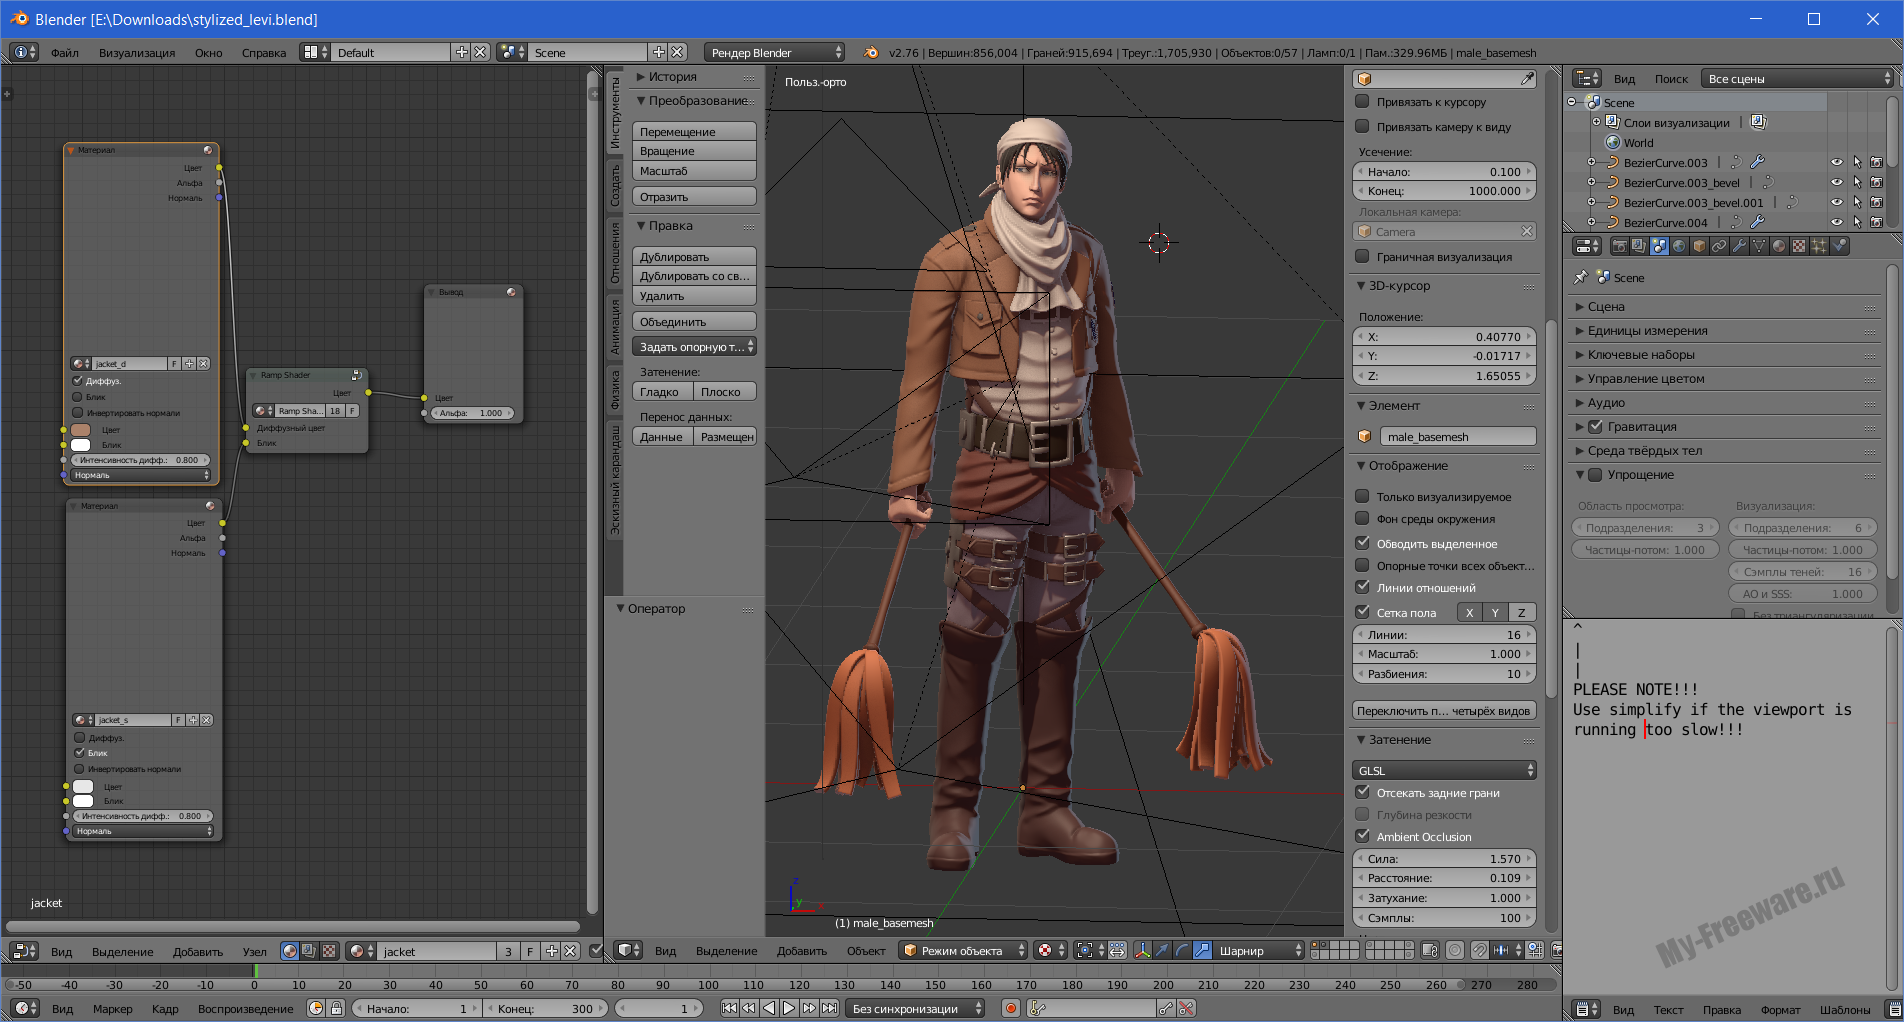 Blender [E:\Downloads\stylized_levi.blend]
Файл Визуализация Окно Справка Default Scene Рендер Blender v2.76 | Вершин:856,004 | Граней:915,694 | Треуг.:1,705,930 | Объектов:0/57 | Ламп:0/1 | Пам.:329.96МБ | male_basemesh
Материал
Цвет
Альфа
Нормаль
jacket_d F
Диффуз.
Блик
Инвертировать нормали
Цвет
Блик
Интенсивность дифф.: 0.800
Нормаль
Материал
Цвет
Альфа
Нормаль
jacket_s F
Диффуз.
Блик
Инвертировать нормали
Цвет
Блик
Интенсивность дифф.: 0.800
Нормаль
Ramp Shader
Цвет
Ramp Sha... 18 F
Диффузный цвет
Блик
Вывод
Цвет
Альфа: 1.000
jacket
Вид Выделение Добавить Узел jacket 3 F
Инструменты
Создать
Отношения
Анимация
Физика
Эскизный карандаш
История
Преобразование
Перемещение
Вращение
Масштаб
Отразить
Правка
Дублировать
Дублировать со св...
Удалить
Объединить
Задать опорную т...
Затенение:
Гладко Плоско
Перенос данных:
Данные Размещен
Оператор
Польз.-орто
z
y
x
(1) male_basemesh
Вид Выделение Добавить Объект Режим объекта Шарнир
Привязать к курсору
Привязать камеру к виду
Усечение:
Начало: 0.100
Конец: 1000.000
Локальная камера:
Camera
Граничная визуализация
3D-курсор
Положение:
X: 0.40770
Y: -0.01717
Z: 1.65055
Элемент
male_basemesh
Отображение
Только визуализируемое
Фон среды окружения
Обводить выделенное
Опорные точки всех объект...
Линии отношений
Сетка пола X Y Z
Линии: 16
Масштаб: 1.000
Разбиения: 10
Переключить п... четырёх видов
Затенение
GLSL
Отсекать задние грани
Глубина резкости
Ambient Occlusion
Сила: 1.570
Расстояние: 0.109
Затухание: 1.000
Сэмплы: 100
Вид Поиск Все сцены
Scene
Слои визуализации |
World
BezierCurve.003 |
BezierCurve.003_bevel |
BezierCurve.003_bevel.001 |
BezierCurve.004 |
Scene
Сцена
Единицы измерения
Ключевые наборы
Управление цветом
Аудио
Гравитация
Среда твёрдых тел
Упрощение
Область просмотра: Визуализация:
Подразделения: 3 Подразделения: 6
Частицы-потом: 1.000 Частицы-потом: 1.000
Сэмплы теней: 16
AO и SSS: 1.000
Без триангуляризации
^
|
|
PLEASE NOTE!!!
Use simplify if the viewport is
running too slow!!!
My-Freeware.ru
Вид Текст Правка Формат Шаблоны
-50 -40 -30 -20 -10 0 10 20 30 40 50 60 70 80 90 100 110 120 130 140 150 160 170 180 190 200 210 220 230 240 250 260 270 280
Вид Маркер Кадр Воспроизведение Начало: 1 Конец: 300 1 Без синхронизации